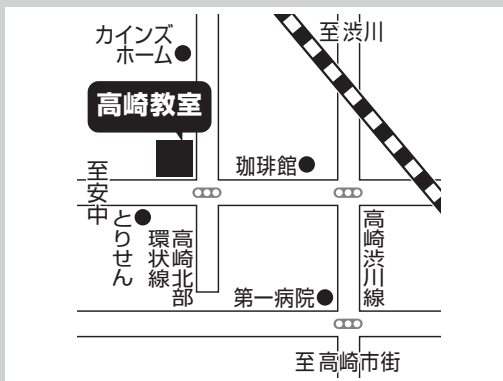 カインズ
ホーム
至渋川
高崎教室
珈琲館
至安中
とりせん
高崎北部
環状線
高崎渋川線
第一病院
至高崎市街